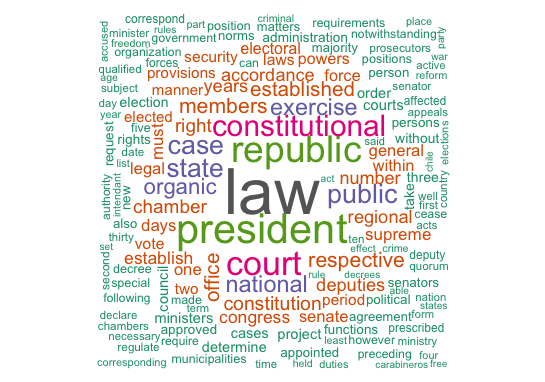 correspond criminal
part position matters requirements place
minister rules government norms administration notwithstanding
accused freedom organization electoral majority prosecutors party
forces security can laws powers positions war
qualified provisions accordance force person active
age manner years established order senator reform
subject members exercise courts affected
day election appeals
year elected right constitutional persons
request five must case republic said without elections
rights general
date state within chile
list legal act number three country
new organic law public take
authority intendant chamber well
also president regional first cease
days ten supreme acts
thirty vote effect crime
set establish court respective deputy
second decree one office rule decrees quorum
special council national deputies senators
following two able
made term constitution period political nation
declare ministers congress senate agreement states form
chambers approved cases project functions prescribed
necessary require least however ministry
regulate determine appointed preceding four
corresponding municipalities time held duties carabineros free